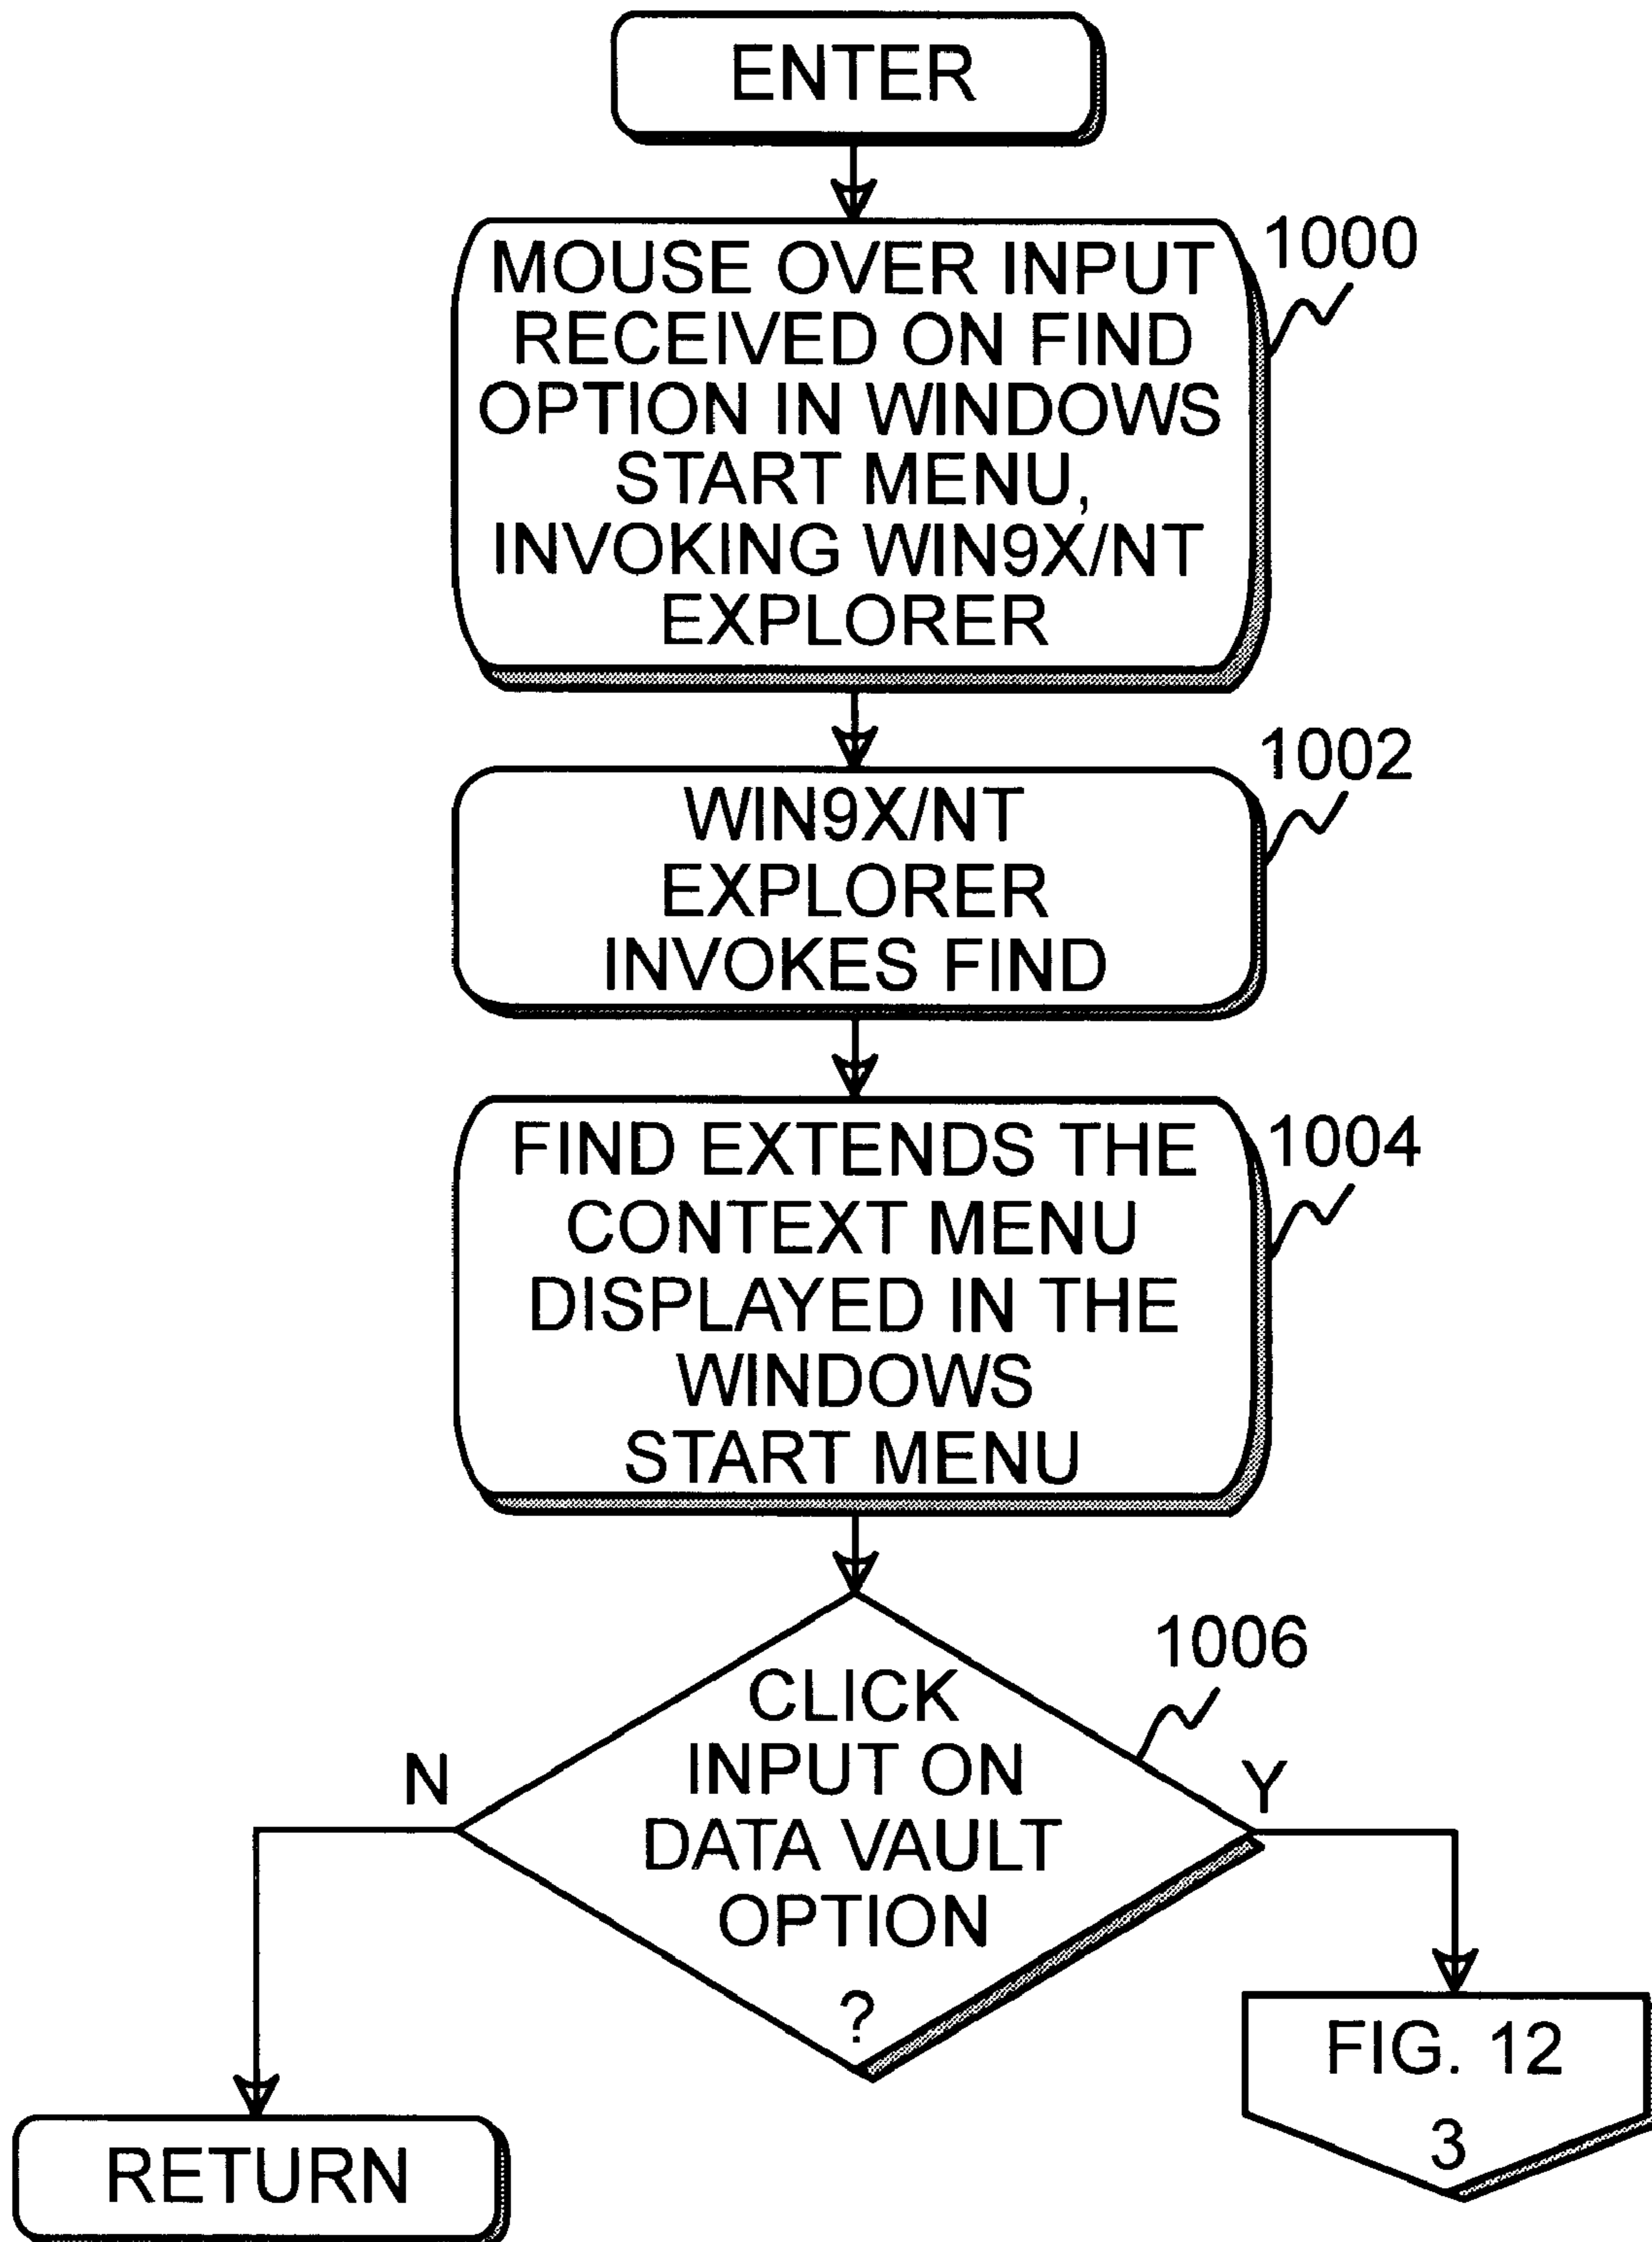 ENTER
MOUSE OVER INPUT
RECEIVED ON FIND
OPTION IN WINDOWS
START MENU,
INVOKING WIN9X/NT
EXPLORER
1000
WIN9X/NT
EXPLORER
INVOKES FIND
1002
FIND EXTENDS THE
CONTEXT MENU
DISPLAYED IN THE
WINDOWS
START MENU
1004
CLICK
INPUT ON
DATA VAULT
OPTION
?
1006
N
Y
RETURN
FIG. 12
3